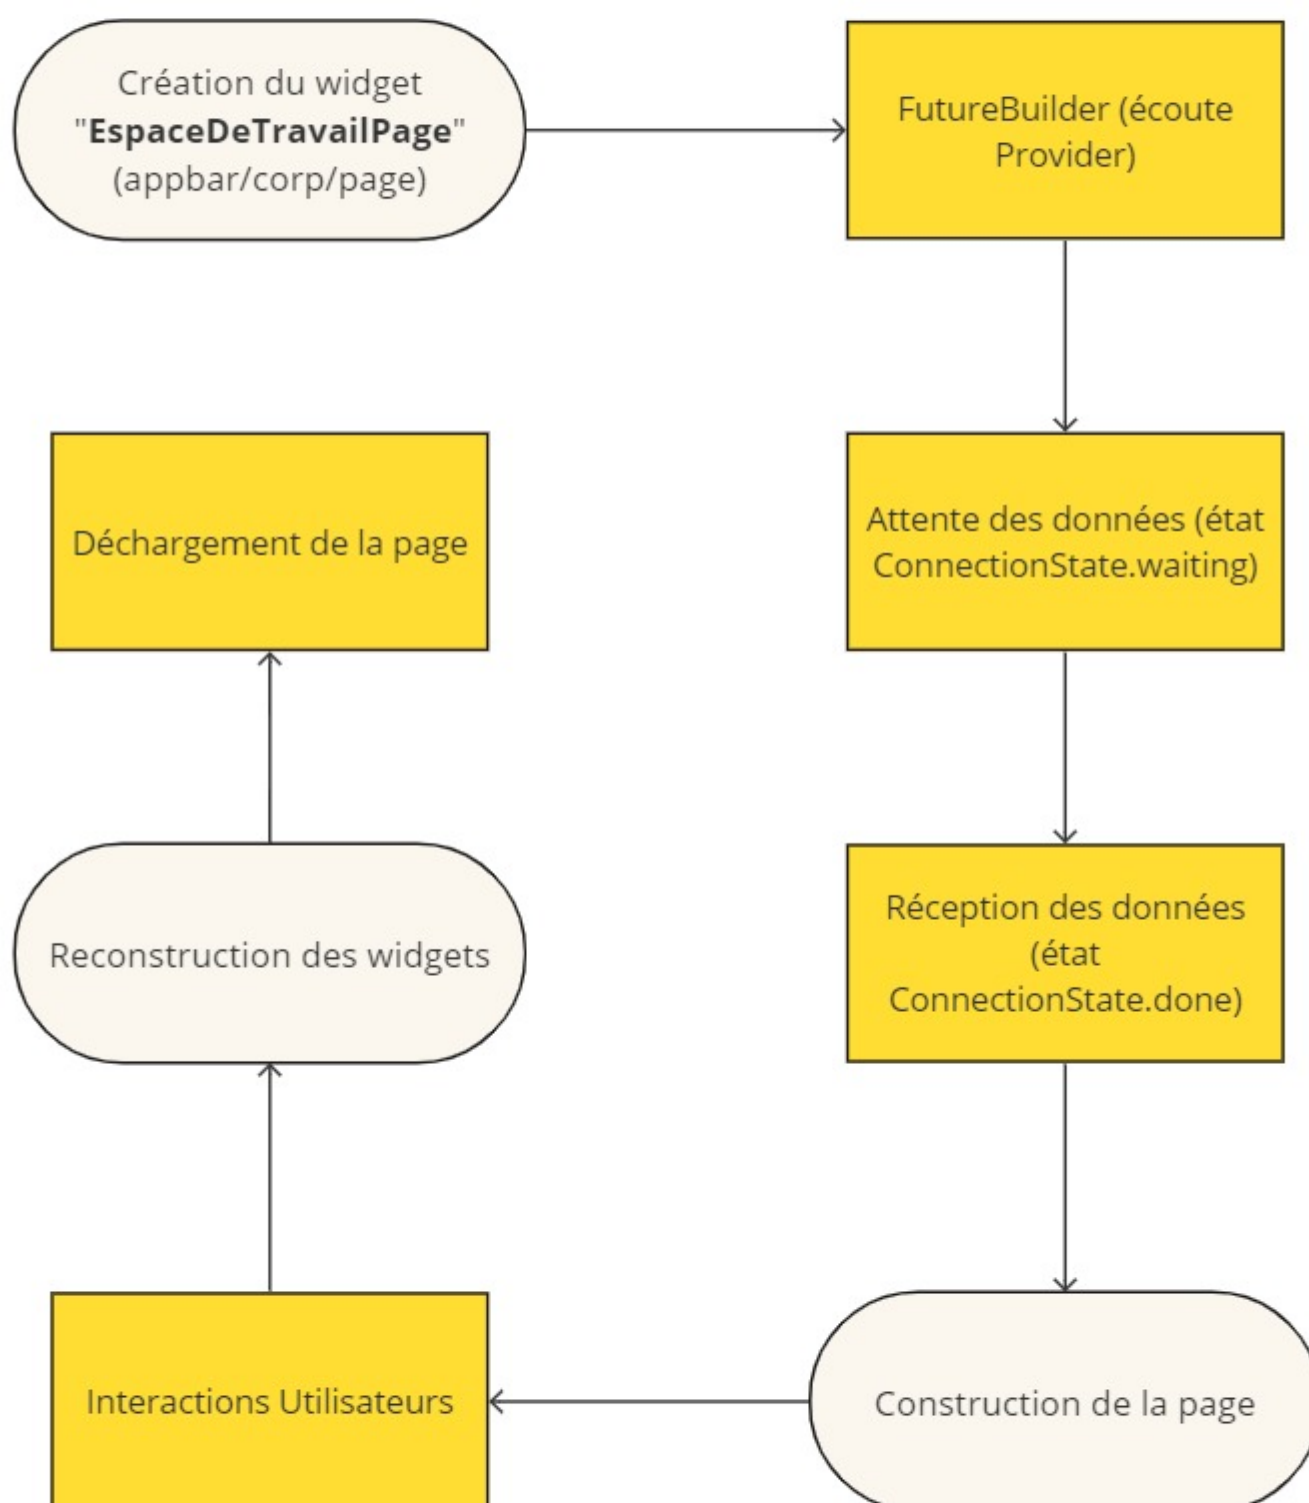 Création du widget
"EspaceDeTravailPage"
(appbar/corp/page)
FutureBuilder (écoute
Provider)
Attente des données (état
ConnectionState.waiting)
Réception des données
(état
ConnectionState.done)
Construction de la page
Interactions Utilisateurs
Reconstruction des widgets
Déchargement de la page